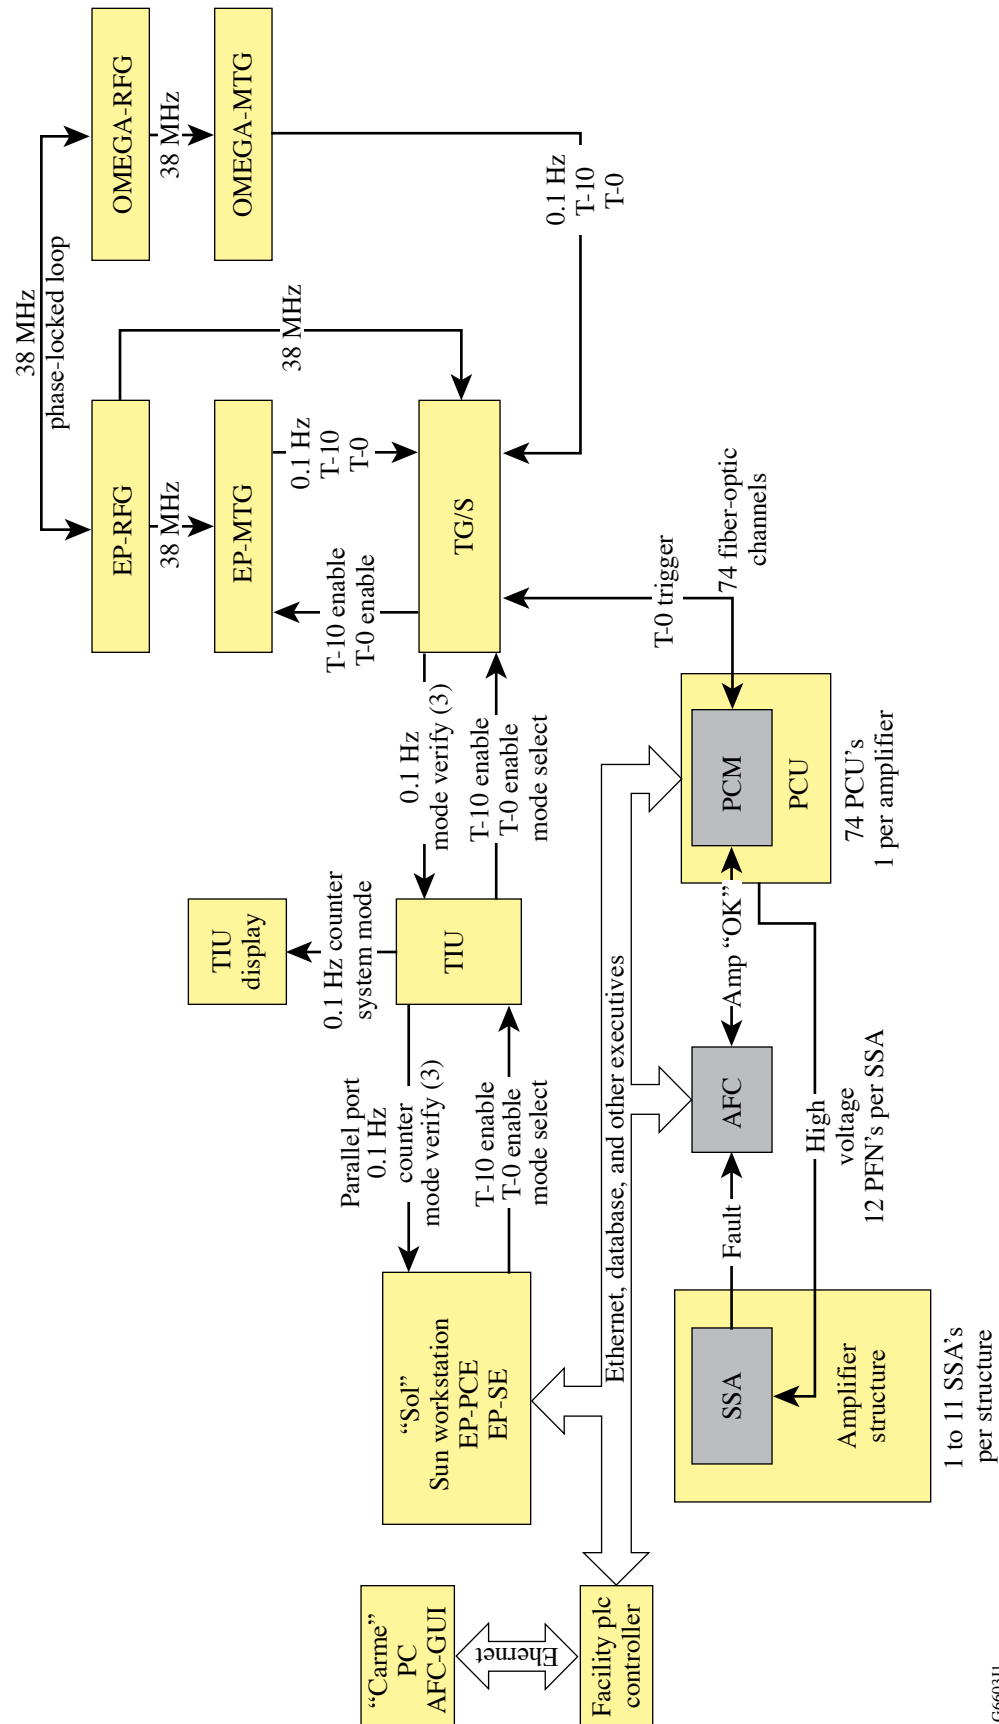 “Carme”
PC
AFC-GUI
Ehernet
Facility plc
controller
“Sol”
Sun workstation
EP-PCE
EP-SE
Parallel port
0.1 Hz
counter
mode verify (3)
T-10 enable
T-0 enable
mode select
TIU
display
0.1 Hz counter
system mode
TIU
0.1 Hz
mode verify (3)
T-10 enable
T-0 enable
mode select
38 MHz
phase-locked loop
EP-RFG
38 MHz
EP-MTG
T-10 enable
T-0 enable
0.1 Hz
T-10
T-0
38 MHz
TG/S
OMEGA-RFG
38 MHz
OMEGA-MTG
0.1 Hz
T-10
T-0
Ethernet, database, and other executives
SSA
Amplifier
structure
1 to 11 SSA’s
per structure
Fault
AFC
Amp “OK”
High
voltage
12 PFN’s per SSA
PCM
PCU
74 PCU’s
1 per amplifier
T-0 trigger
74 fiber-optic
channels
G6603J1